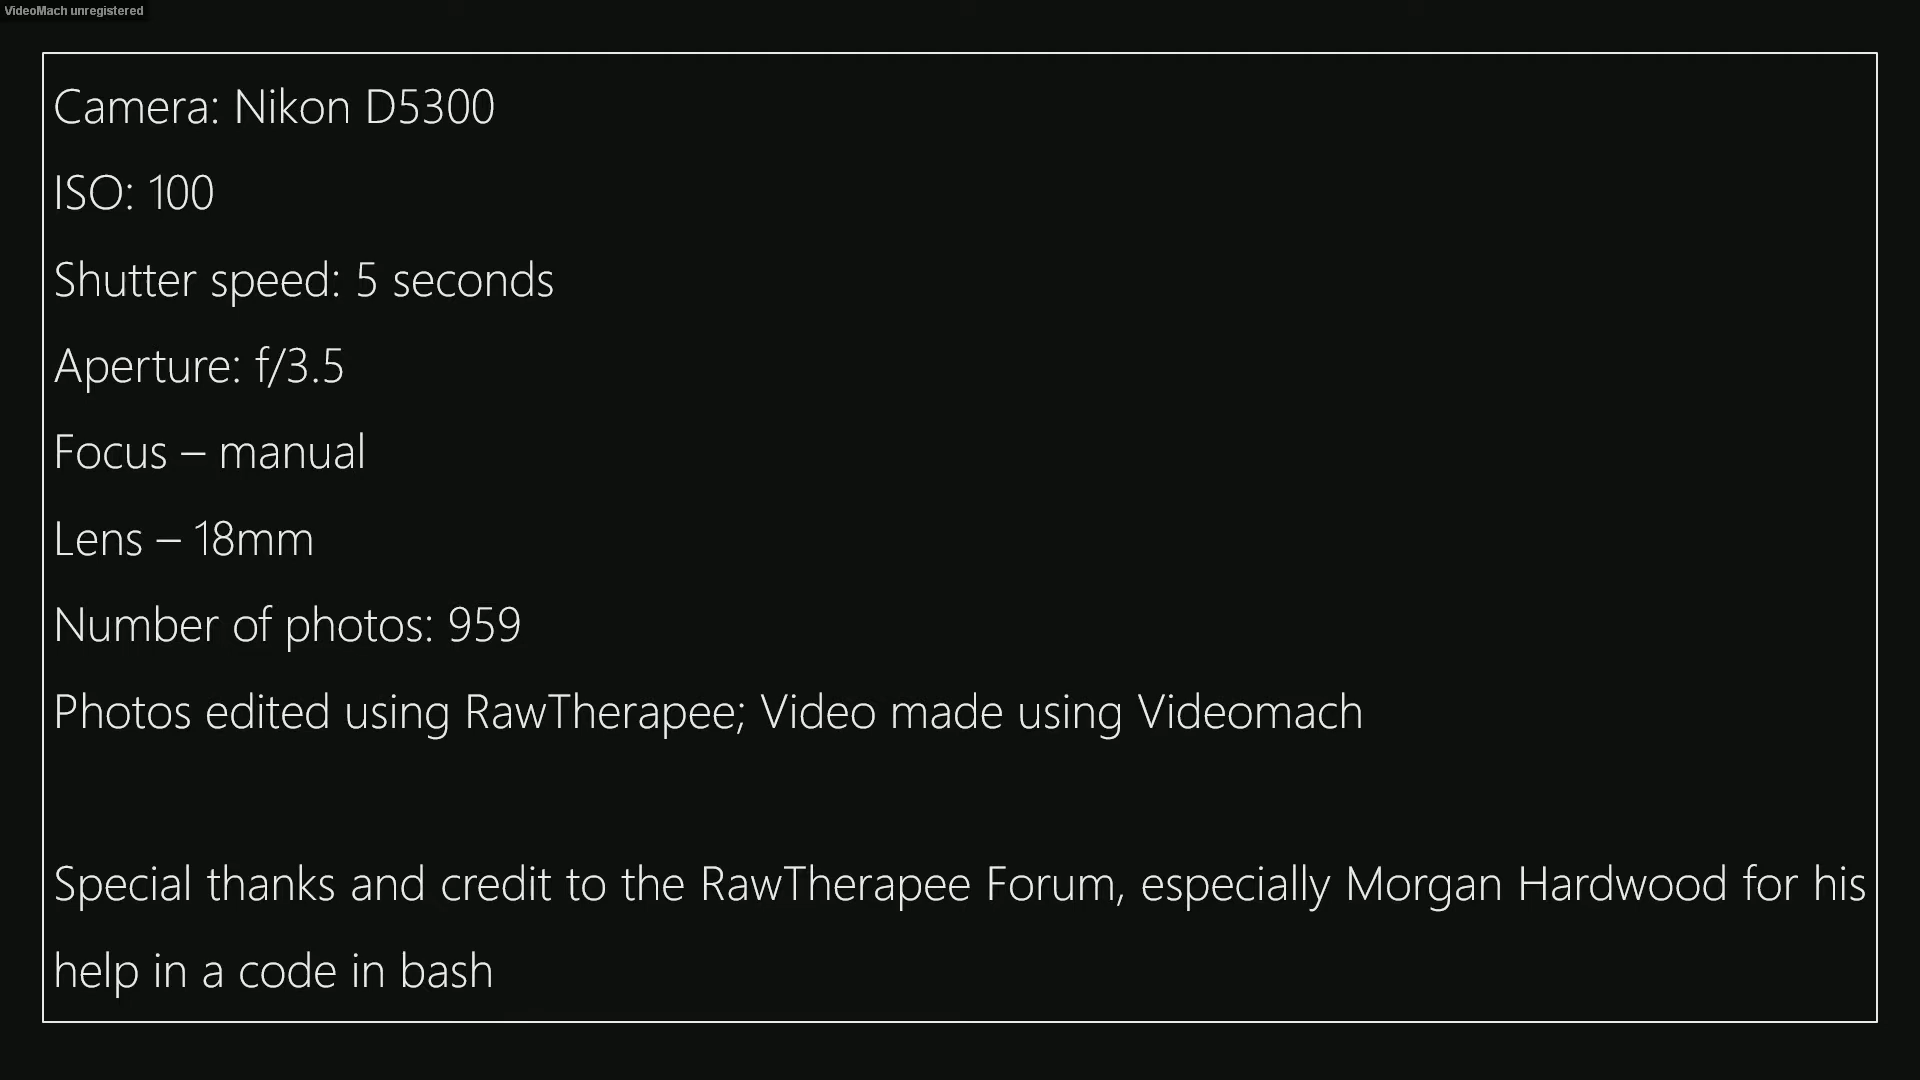 VideoMach unregistered
Camera: Nikon D5300
ISO: 100
Shutter speed: 5 seconds
Aperture: f/3.5
Focus – manual
Lens – 18mm
Number of photos: 959
Photos edited using RawTherapee; Video made using Videomach
Special thanks and credit to the RawTherapee Forum, especially Morgan Hardwood for his
help in a code in bash